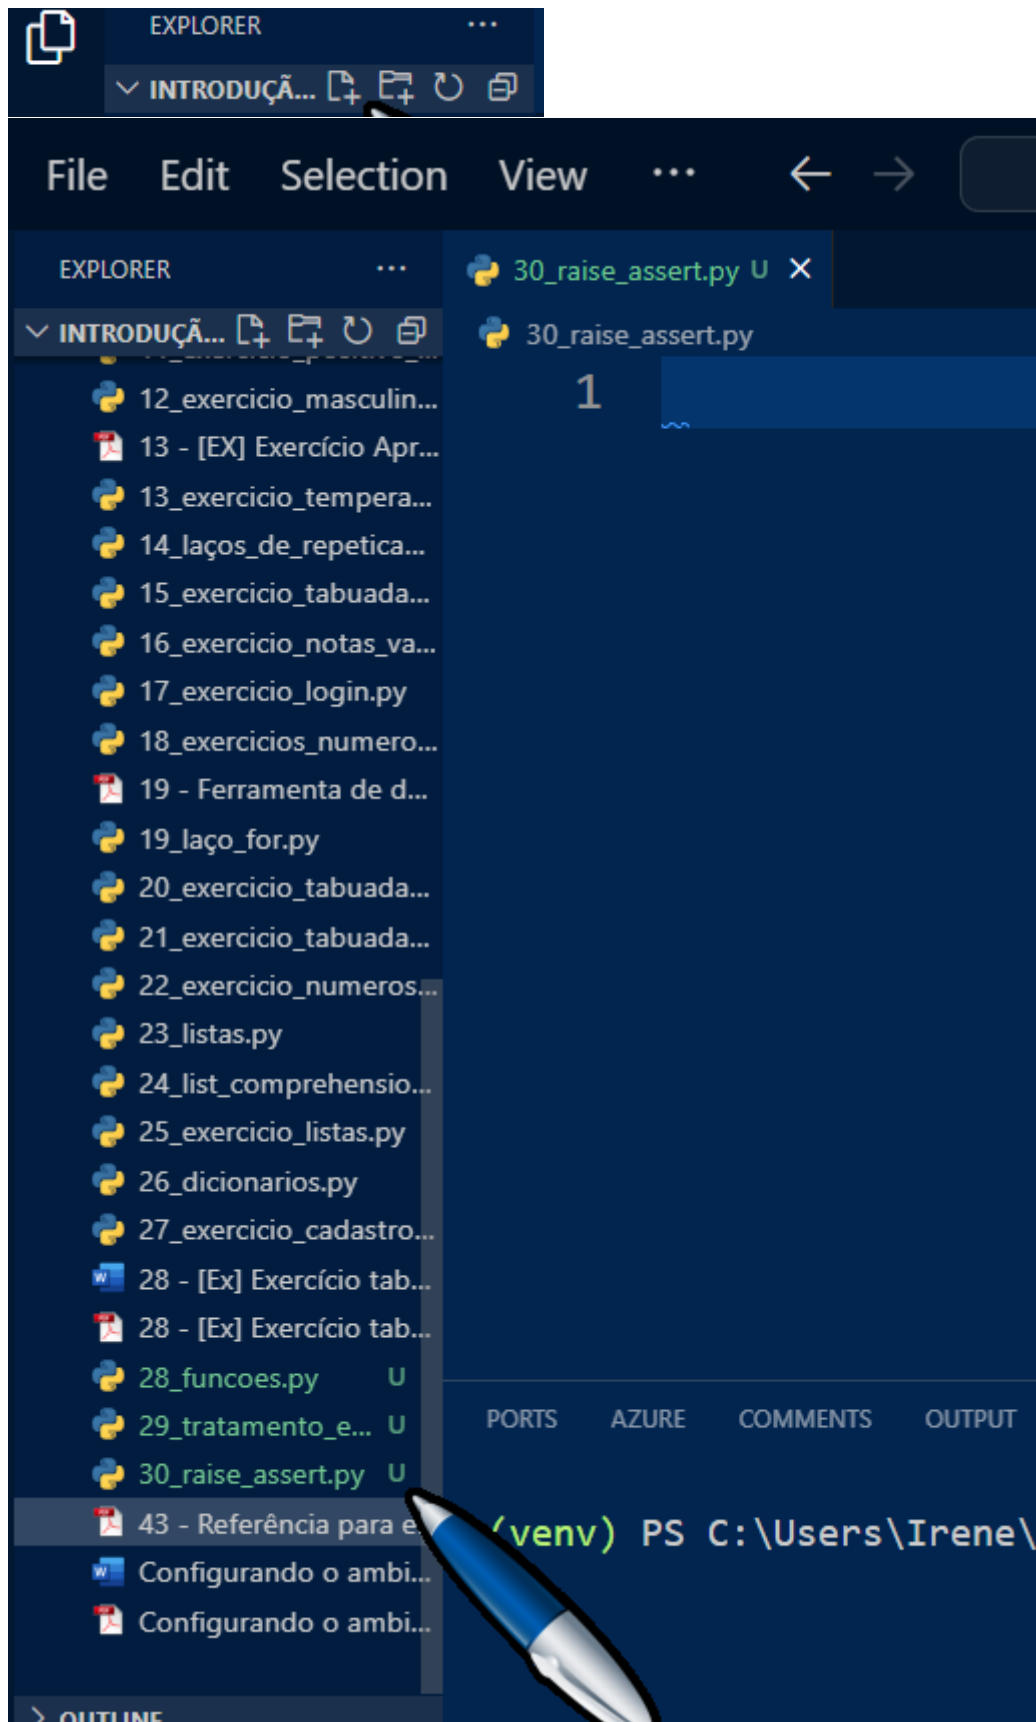 EXPLORER ...
INTRODUÇÃ...
File Edit Selection View ...
EXPLORER ...
30_raise_assert.py U
INTRODUÇÃ...
30_raise_assert.py
1
12_exercicio_masculin...
13 - [EX] Exercício Apr...
13_exercicio_tempera...
14_laços_de_repetica...
15_exercicio_tabuada...
16_exercicio_notas_va...
17_exercicio_login.py
18_exercicios_numero...
19 - Ferramenta de d...
19_laço_for.py
20_exercicio_tabuada...
21_exercicio_tabuada...
22_exercicio_numeros...
23_listas.py
24_list_comprehensio...
25_exercicio_listas.py
26_dicionarios.py
27_exercicio_cadastro...
28 - [Ex] Exercício tab...
28 - [Ex] Exercício tab...
28_funcoes.py U
29_tratamento_e... U
30_raise_assert.py U
43 - Referência para e
Configurando o ambi...
Configurando o ambi...
OUTLINE
PORTS AZURE COMMENTS OUTPUT
(venv) PS C:\Users\Irene\